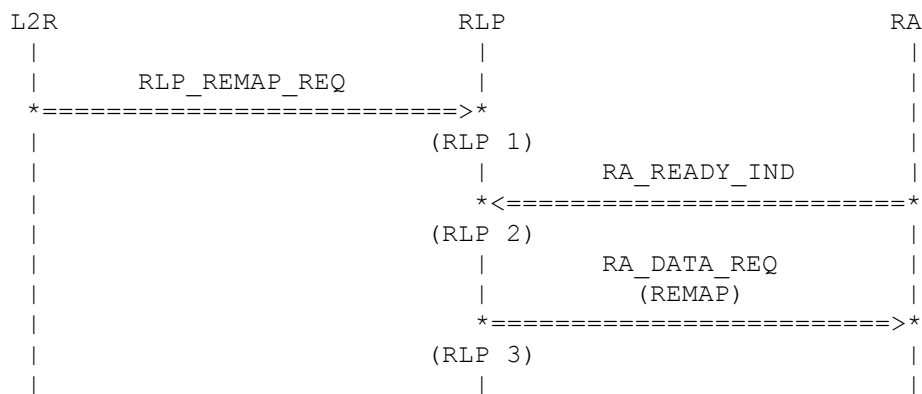 L2R RLP RA
RLP_REMAP_REQ
*==========================>*
(RLP 1)
RA_READY_IND
*<=========================*
(RLP 2)
RA_DATA_REQ
(REMAP)
*=========================>*
(RLP 3)